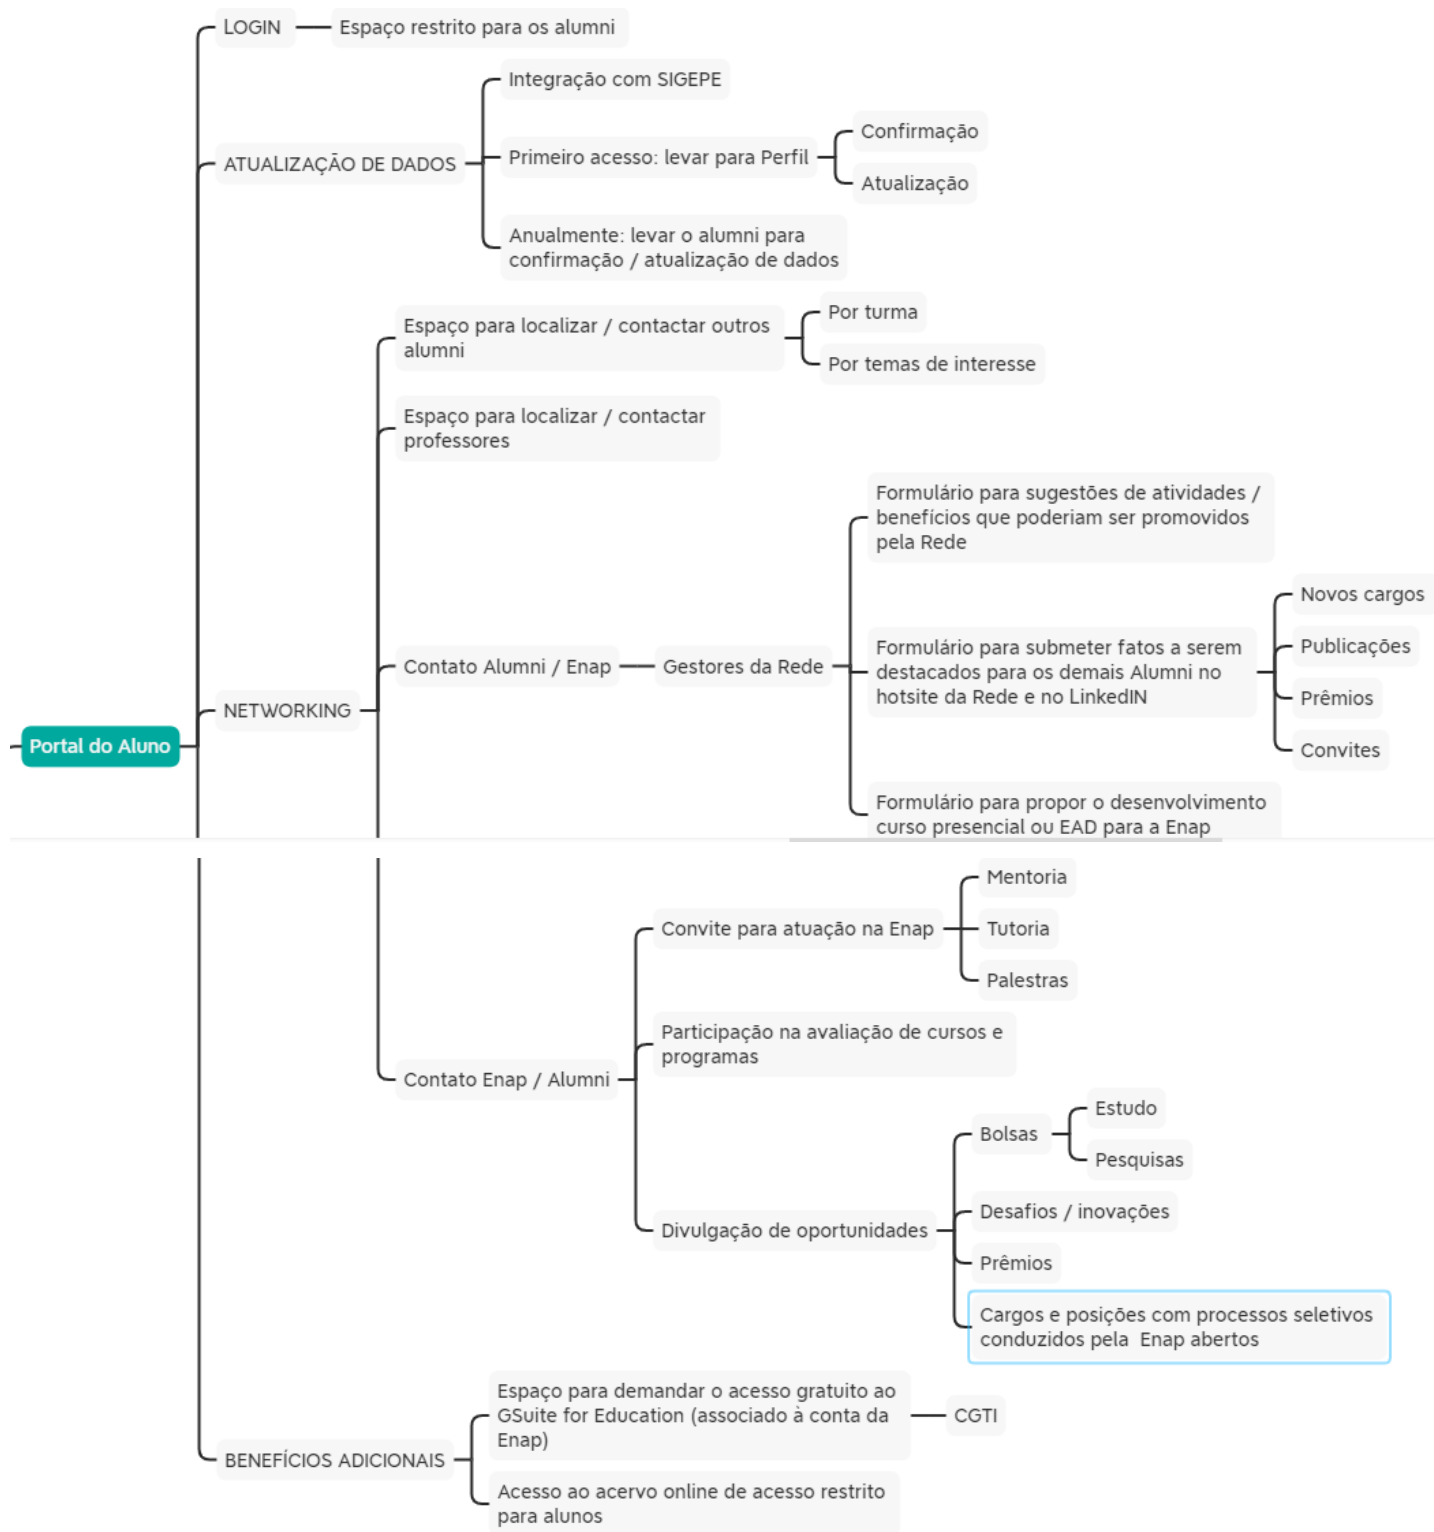 LOGIN
Espaço restrito para os alumni
ATUALIZAÇÃO DE DADOS
Integração com SIGEPE
Primeiro acesso: levar para Perfil
Confirmação
Atualização
Anualmente: levar o alumni para
confirmação / atualização de dados
Portal do Aluno
NETWORKING
Espaço para localizar / contactar outros
alumni
Por turma
Por temas de interesse
Espaço para localizar / contactar
professores
Contato Alumni / Enap
Gestores da Rede
Formulário para sugestões de atividades /
benefícios que poderiam ser promovidos
pela Rede
Formulário para submeter fatos a serem
destacados para os demais Alumni no
hotsite da Rede e no LinkedIN
Novos cargos
Publicações
Prêmios
Convites
Formulário para propor o desenvolvimento
curso presencial ou EAD para a Enap
Contato Enap / Alumni
Convite para atuação na Enap
Mentoria
Tutoria
Palestras
Participação na avaliação de cursos e
programas
Divulgação de oportunidades
Bolsas
Estudo
Pesquisas
Desafios / inovações
Prêmios
Cargos e posições com processos seletivos
conduzidos pela  Enap abertos
BENEFÍCIOS ADICIONAIS
Espaço para demandar o acesso gratuito ao
GSuite for Education (associado à conta da
Enap)
CGTI
Acesso ao acervo online de acesso restrito
para alunos